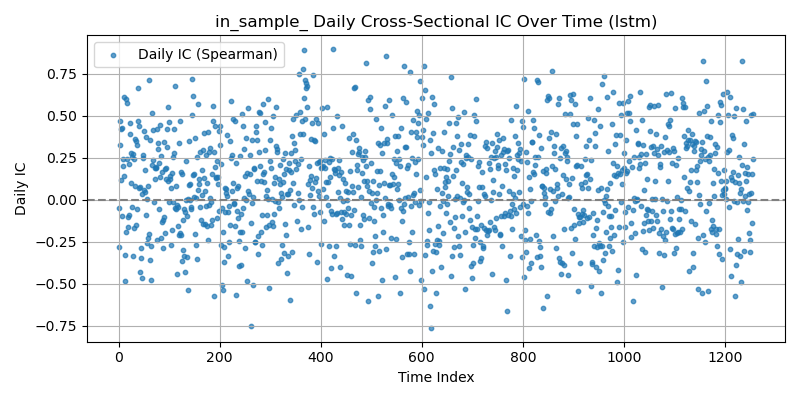 in_sample_ Daily Cross-Sectional IC Over Time (lstm)
Daily IC (Spearman)
Daily IC
0.75
0.50
0.25
0.00
−0.25
−0.50
−0.75
0 200 400 600 800 1000 1200
Time Index